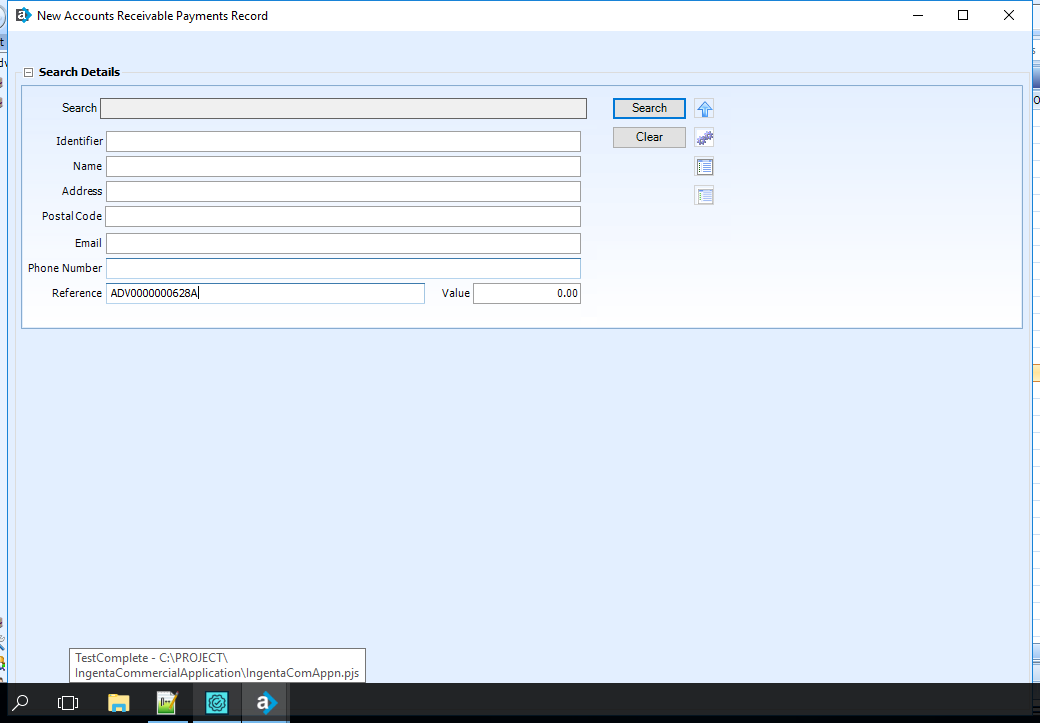 New Accounts Receivable Payments Record
Search Details
Search
Search
Identifier
Clear
Name
Address
Postal Code
Email
Phone Number
Reference ADV0000000628A Value 0.00
TestComplete - C:\PROJECT\
IngentaCommercialApplication\IngentaComAppn.pjs